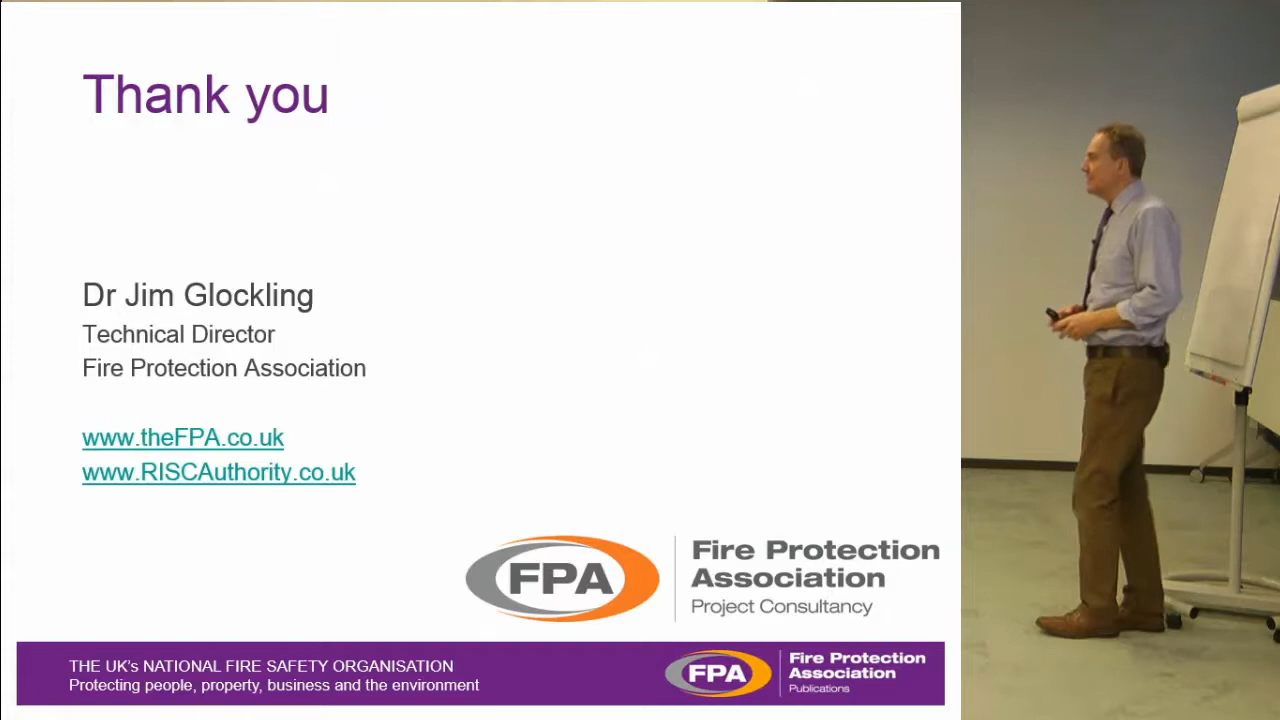 Thank you
Dr Jim Glockling
Technical Director
Fire Protection Association
www.theFPA.co.uk
www.RISCAuthority.co.uk
FPA
Fire Protection
Association
Project Consultancy
THE UK's NATIONAL FIRE SAFETY ORGANISATION
Protecting people, property, business and the environment
FPA
Fire Protection
Association
Publications